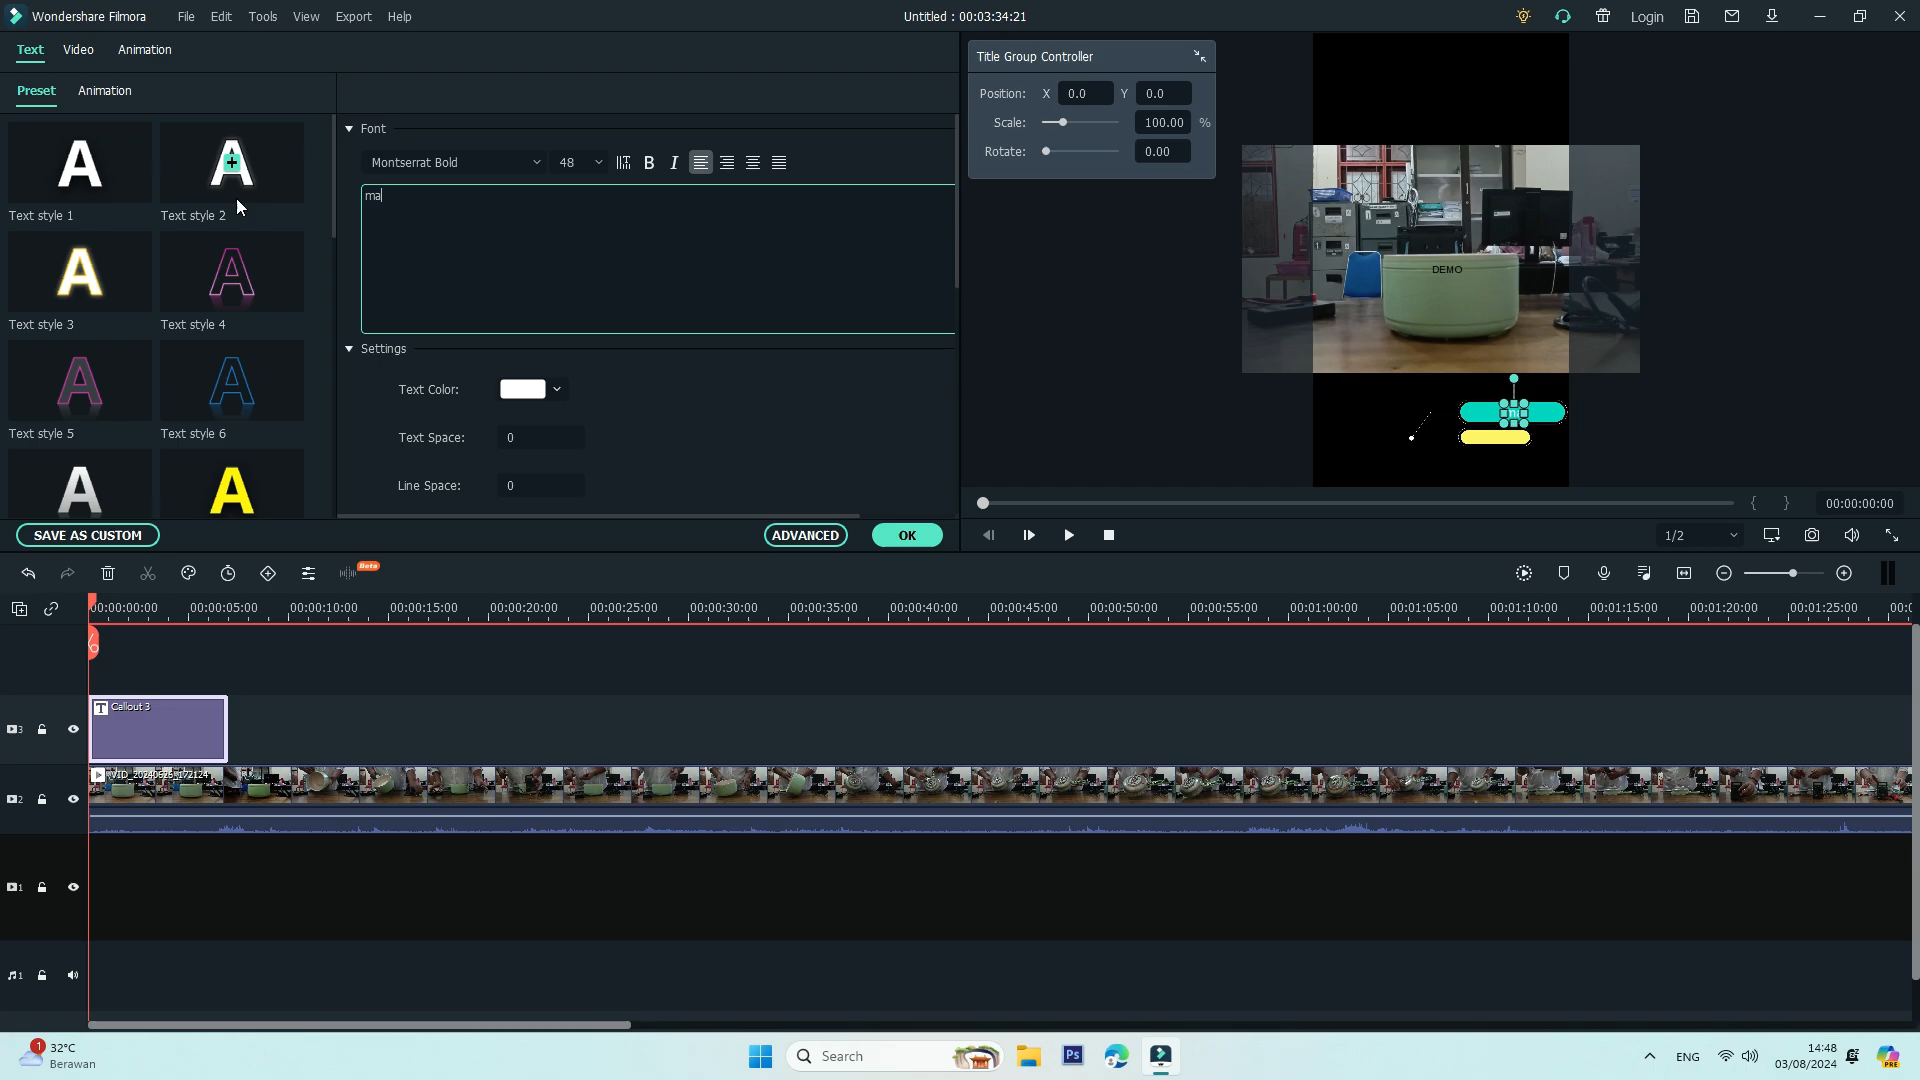 Wondershare Filmora File Edit Tools View Export Help Untitled : 00:03:34:21 Login
Text Video Animation
Preset Animation
Text style 1
Text style 2
Text style 3
Text style 4
Text style 5
Text style 6
SAVE AS CUSTOM
Font
Montserrat Bold 48
ma
Settings
Text Color:
Text Space: 0
Line Space: 0
ADVANCED OK
Title Group Controller
Position: X 0.0 Y 0.0
Scale: 100.00 %
Rotate: 0.00
DEMO
00:00:00:00
1/2
Beta
00:00:00:00 00:00:05:00 00:00:10:00 00:00:15:00 00:00:20:00 00:00:25:00 00:00:30:00 00:00:35:00 00:00:40:00 00:00:45:00 00:00:50:00 00:00:55:00 00:01:00:00 00:01:05:00 00:01:10:00 00:01:15:00 00:01:20:00 00:01:25:00
3
T Callout 3
2
VID_20240626_172124
1
1
1
32°C
Berawan
Search
Ps
ENG
14:48
03/08/2024
PRE